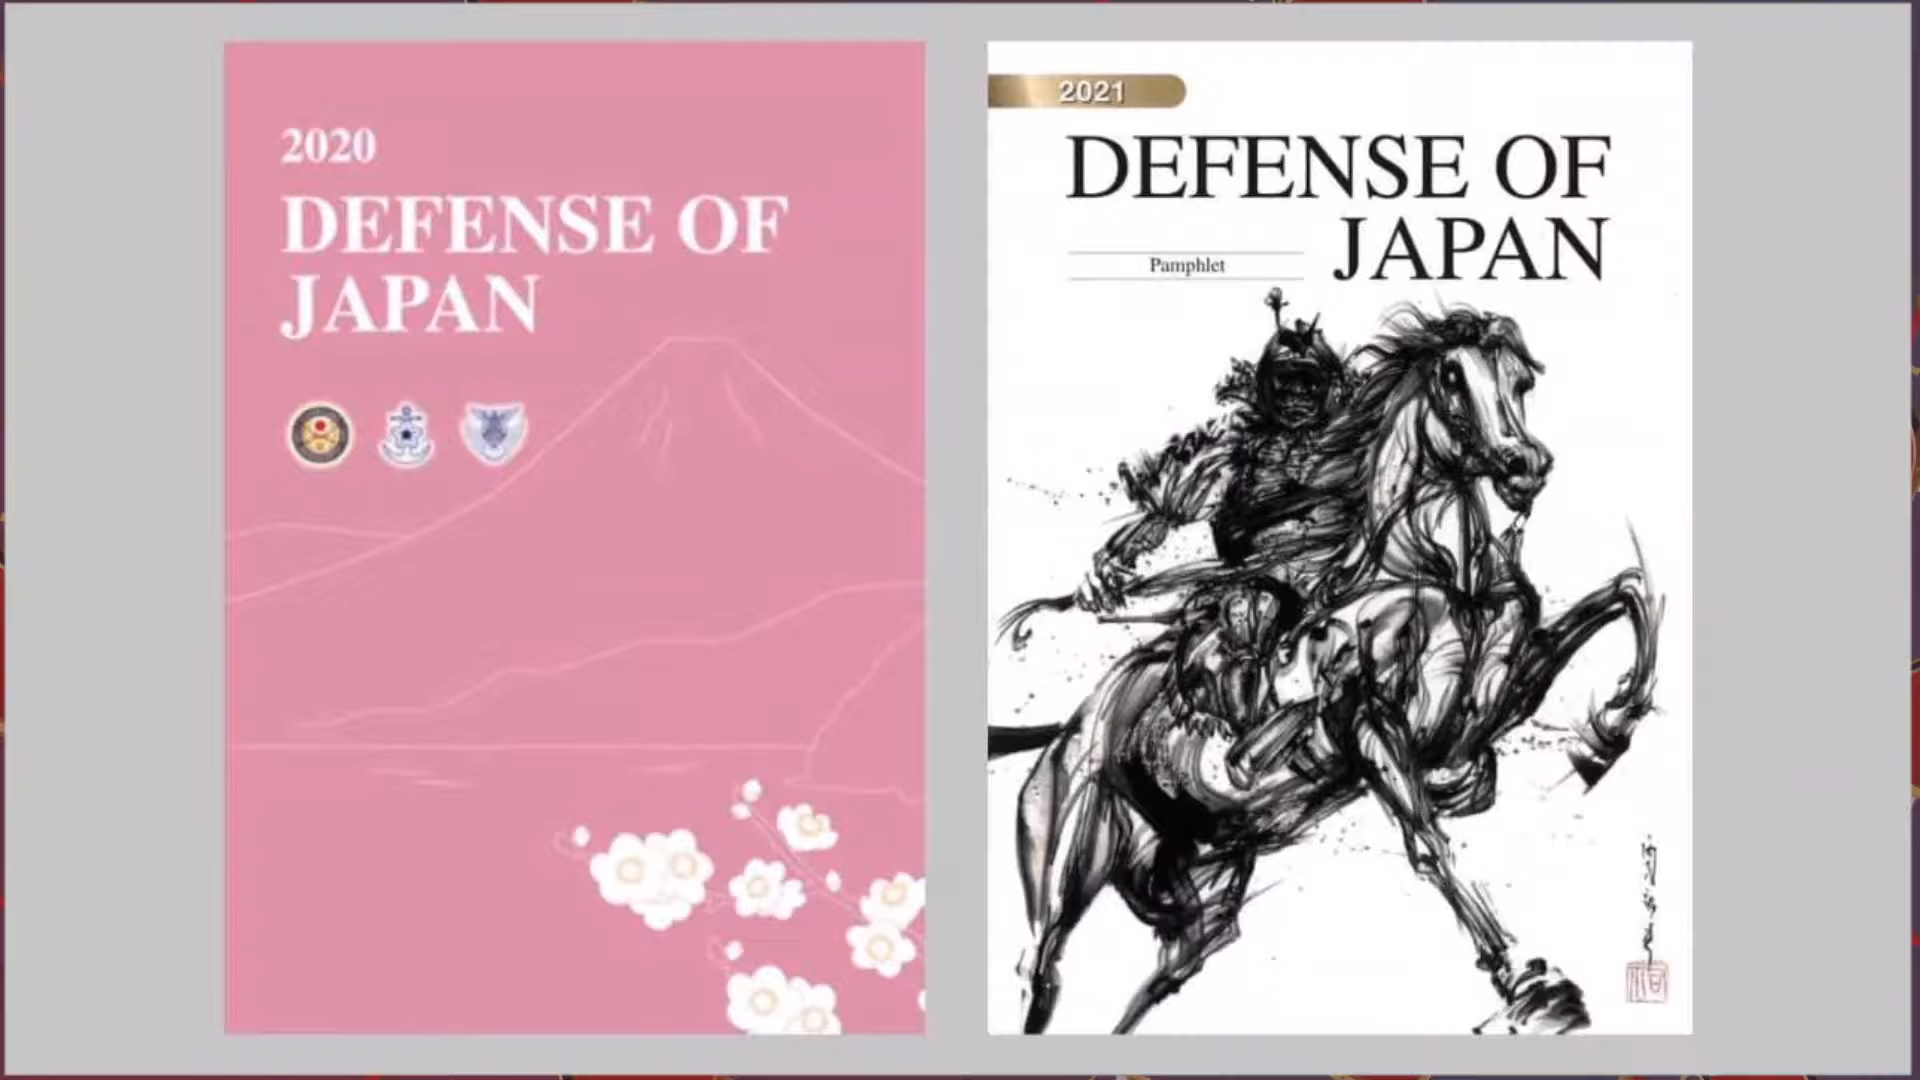 2020
DEFENSE OF
JAPAN
2021
DEFENSE OF
JAPAN
Pamphlet